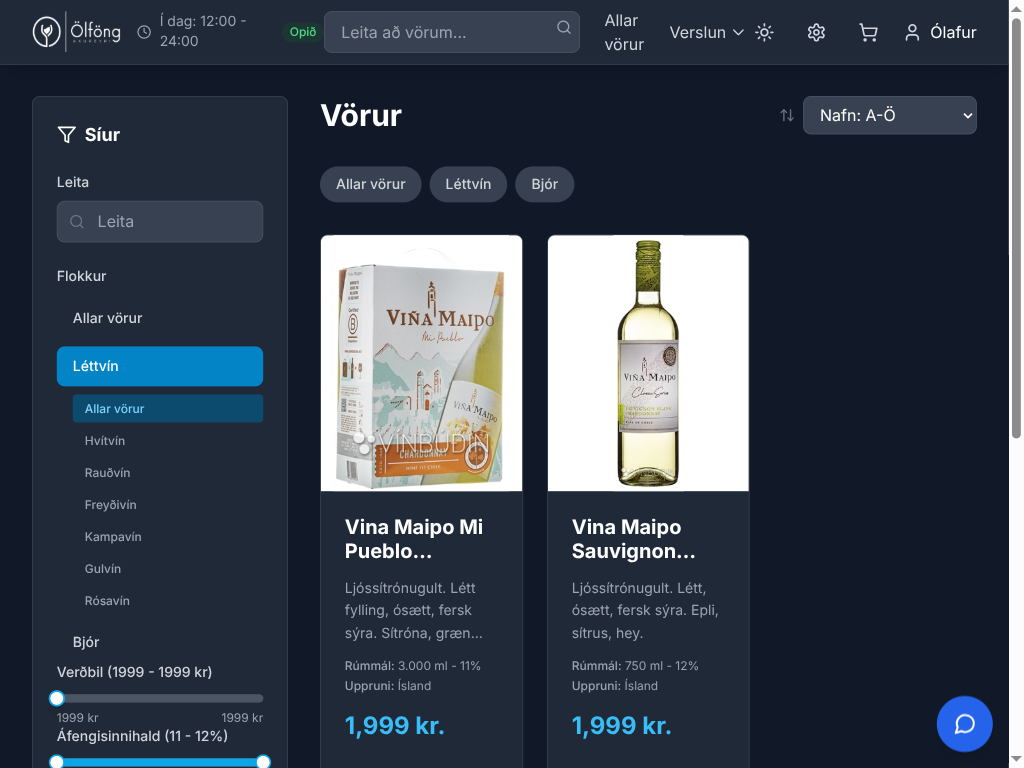 Ölföng
Í dag: 12:00 -
24:00
Opið
Leita að vörum...
Allar
vörur
Verslun
Ólafur
Síur
Leita
Leita
Flokkur
Allar vörur
Léttvín
Allar vörur
Hvítvín
Rauðvín
Freyðivín
Kampavín
Gulvín
Rósavín
Bjór
Verðbil (1999 - 1999 kr)
1999 kr
1999 kr
Áfengisinnihald (11 - 12%)
Vörur
Nafn: A-Ö
Allar vörur
Léttvín
Bjór
VIÑA MAIPO
Mi Pueblo
VIÑA MAIPO
VÍNBÚÐIN
CHARDONNAY
Vina Maipo Mi
Pueblo...
Ljóssítrónugult. Létt
fylling, ósætt, fersk
sýra. Sítróna, græn...
Rúmmál: 3.000 ml - 11%
Uppruni: Ísland
1,999 kr.
VIÑA MAIPO
SAUVIGNON BLANC
CHARDONNAY
Vina Maipo
Sauvignon...
Ljóssítrónugult. Létt,
ósætt, fersk sýra. Epli,
sítrus, hey.
Rúmmál: 750 ml - 12%
Uppruni: Ísland
1,999 kr.